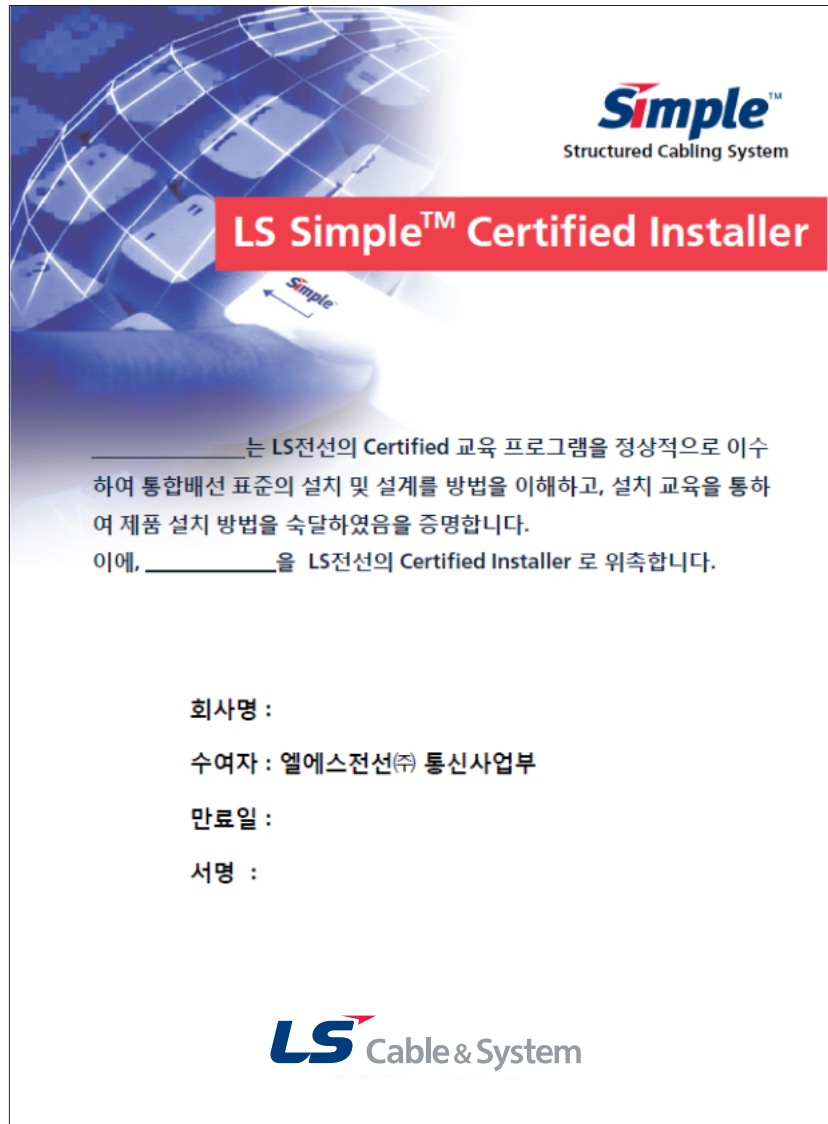 Simple™
Structured Cabling System
LS Simple™ Certified Installer
Simple
____________는 LS전선의 Certified 교육 프로그램을 정상적으로 이수
하여 통합배선 표준의 설치 및 설계를 방법을 이해하고, 설치 교육을 통하
여 제품 설치 방법을 숙달하였음을 증명합니다.
이에, __________을 LS전선의 Certified Installer 로 위촉합니다.
회사명 :
수여자 : 엘에스전선㈜ 통신사업부
만료일 :
서명 :
LS Cable & System